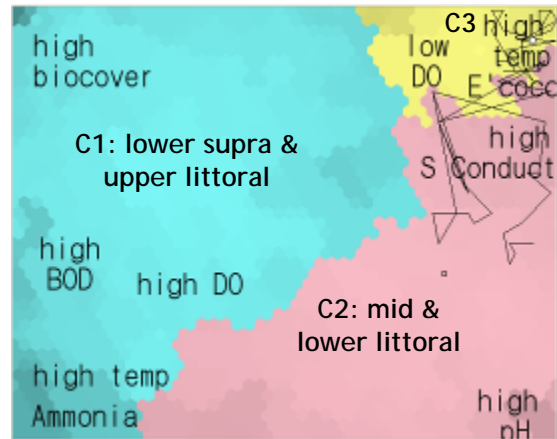 high
biocover
C1: lower supra &
upper littoral
high
BOD
high DO
high temp
Ammonia
low
DO
C3
high
temp
E'cocc
high
S Conduct
C2: mid &
lower littoral
high
pH